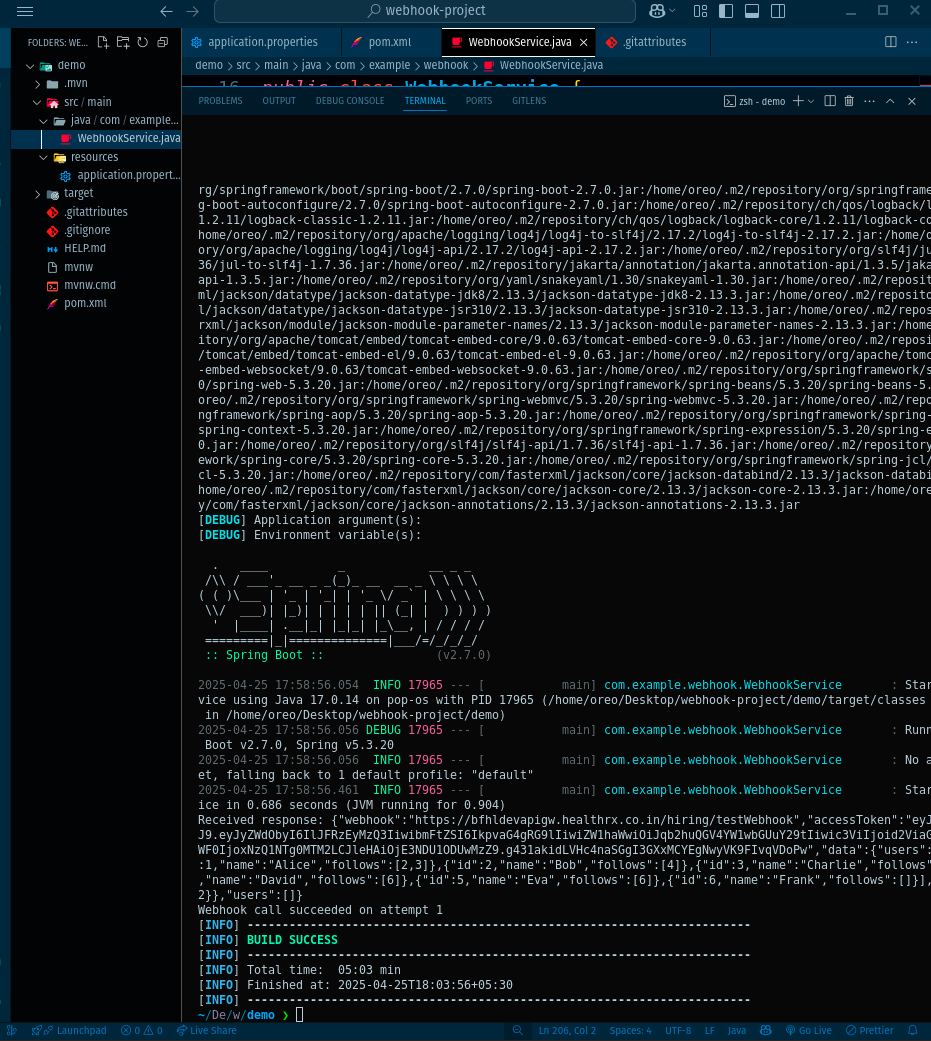 webhook-project
FOLDERS: WE...
demo
.mvn
src / main
java / com / example...
WebhookService.java
resources
application.propert...
target
.gitattributes
.gitignore
HELP.md
mvnw
mvnw.cmd
pom.xml
application.properties
pom.xml
WebhookService.java
.gitattributes
demo > src > main > java > com > example > webhook > WebhookService.java
16 public class WebhookService {
PROBLEMS OUTPUT DEBUG CONSOLE TERMINAL PORTS GITLENS
zsh - demo
rg/springframework/boot/spring-boot/2.7.0/spring-boot-2.7.0.jar:/home/oreo/.m2/repository/org/springframe
g-boot-autoconfigure/2.7.0/spring-boot-autoconfigure-2.7.0.jar:/home/oreo/.m2/repository/ch/qos/logback/l
1.2.11/logback-classic-1.2.11.jar:/home/oreo/.m2/repository/ch/qos/logback/logback-core/1.2.11/logback-co
home/oreo/.m2/repository/org/apache/logging/log4j/log4j-to-slf4j/2.17.2/log4j-to-slf4j-2.17.2.jar:/home/o
ory/org/apache/logging/log4j/log4j-api/2.17.2/log4j-api-2.17.2.jar:/home/oreo/.m2/repository/org/slf4j/ju
36/jul-to-slf4j-1.7.36.jar:/home/oreo/.m2/repository/jakarta/annotation/jakarta.annotation-api/1.3.5/jaka
api-1.3.5.jar:/home/oreo/.m2/repository/org/yaml/snakeyaml/1.30/snakeyaml-1.30.jar:/home/oreo/.m2/reposit
ml/jackson/datatype/jackson-datatype-jdk8/2.13.3/jackson-datatype-jdk8-2.13.3.jar:/home/oreo/.m2/reposito
l/jackson/datatype/jackson-datatype-jsr310/2.13.3/jackson-datatype-jsr310-2.13.3.jar:/home/oreo/.m2/repos
rxml/jackson/module/jackson-module-parameter-names/2.13.3/jackson-module-parameter-names-2.13.3.jar:/home
itory/org/apache/tomcat/embed/tomcat-embed-core/9.0.63/tomcat-embed-core-9.0.63.jar:/home/oreo/.m2/reposi
/tomcat/embed/tomcat-embed-el/9.0.63/tomcat-embed-el-9.0.63.jar:/home/oreo/.m2/repository/org/apache/tomc
-embed-websocket/9.0.63/tomcat-embed-websocket-9.0.63.jar:/home/oreo/.m2/repository/org/springframework/s
0/spring-web-5.3.20.jar:/home/oreo/.m2/repository/org/springframework/spring-beans/5.3.20/spring-beans-5.
oreo/.m2/repository/org/springframework/spring-webmvc/5.3.20/spring-webmvc-5.3.20.jar:/home/oreo/.m2/repo
ngframework/spring-aop/5.3.20/spring-aop-5.3.20.jar:/home/oreo/.m2/repository/org/springframework/spring-
spring-context-5.3.20.jar:/home/oreo/.m2/repository/org/springframework/spring-expression/5.3.20/spring-e
0.jar:/home/oreo/.m2/repository/org/slf4j/slf4j-api/1.7.36/slf4j-api-1.7.36.jar:/home/oreo/.m2/repository
ework/spring-core/5.3.20/spring-core-5.3.20.jar:/home/oreo/.m2/repository/org/springframework/spring-jcl/
cl-5.3.20.jar:/home/oreo/.m2/repository/com/fasterxml/jackson/core/jackson-databind/2.13.3/jackson-databi
home/oreo/.m2/repository/com/fasterxml/jackson/core/jackson-core/2.13.3/jackson-core-2.13.3.jar:/home/ore
y/com/fasterxml/jackson/core/jackson-annotations/2.13.3/jackson-annotations-2.13.3.jar
[DEBUG] Application argument(s):
[DEBUG] Environment variable(s):
:: Spring Boot :: (v2.7.0)
2025-04-25 17:58:56.054 INFO 17965 --- [ main] com.example.webhook.WebhookService : Star
vice using Java 17.0.14 on pop-os with PID 17965 (/home/oreo/Desktop/webhook-project/demo/target/classes
in /home/oreo/Desktop/webhook-project/demo)
2025-04-25 17:58:56.056 DEBUG 17965 --- [ main] com.example.webhook.WebhookService : Runn
Boot v2.7.0, Spring v5.3.20
2025-04-25 17:58:56.056 INFO 17965 --- [ main] com.example.webhook.WebhookService : No a
et, falling back to 1 default profile: "default"
2025-04-25 17:58:56.461 INFO 17965 --- [ main] com.example.webhook.WebhookService : Star
ice in 0.686 seconds (JVM running for 0.904)
Received response: {"webhook":"https://bfhldevapigw.healthrx.co.in/hiring/testWebhook","accessToken":"eyJ
J9.eyJyZWdObyI6IlJFRzEyMzQ3IiwibmFtZSI6IkpvaG4gRG9lIiwiZW1haWwiOiJqb2huQGV4YW1wbGUuY29tIiwic3ViIjoid2ViaG
WF0IjoxNzQ1NTg0MTM2LCJleHAiOjE3NDU1ODUwMzZ9.g431akidLVHc4naSGgI3GXxMCYEgNwyVK9FIvqVDoPw","data":{"users":
:1,"name":"Alice","follows":[2,3]},{"id":2,"name":"Bob","follows":[4]},{"id":3,"name":"Charlie","follows"
,"name":"David","follows":[6]},{"id":5,"name":"Eva","follows":[6]},{"id":6,"name":"Frank","follows":[]}],
2}},"users":[]}
Webhook call succeeded on attempt 1
[INFO] ------------------------------------------------------------------------
[INFO] BUILD SUCCESS
[INFO] ------------------------------------------------------------------------
[INFO] Total time:  05:03 min
[INFO] Finished at: 2025-04-25T18:03:56+05:30
[INFO] ------------------------------------------------------------------------
~/De/w/demo ❯
Launchpad 0 0 Live Share Ln 206, Col 2 Spaces: 4 UTF-8 LF Java Go Live Prettier